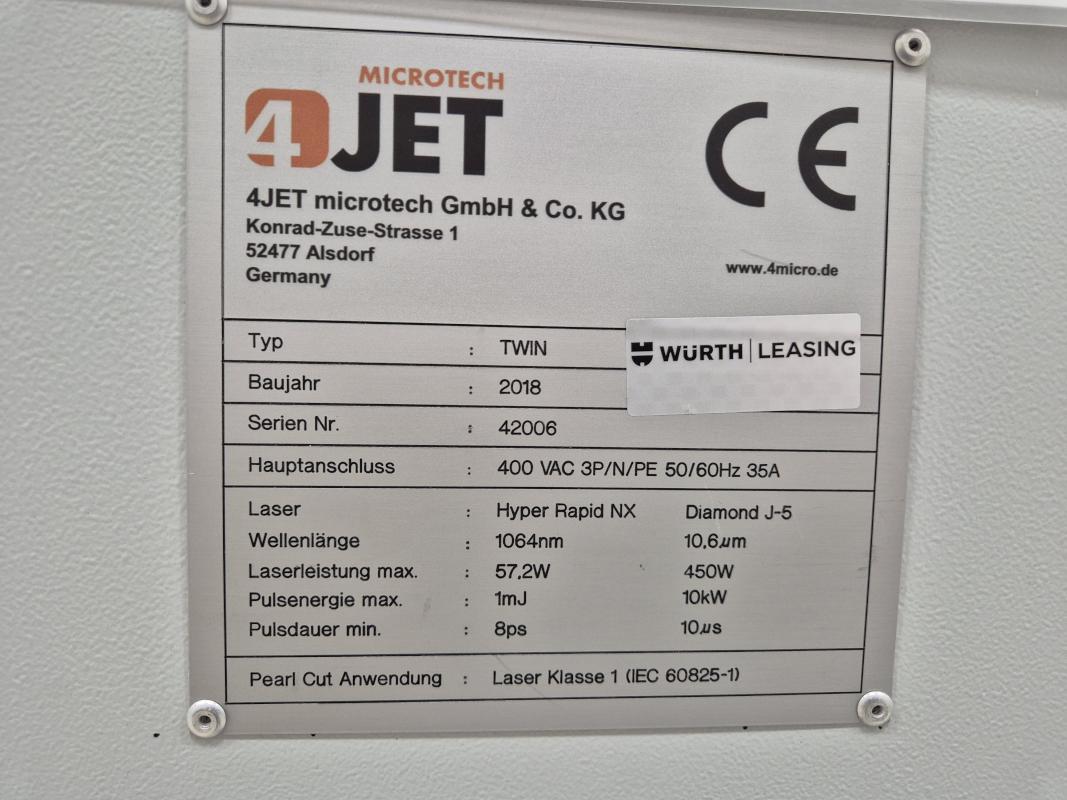 MICROTECH
4JET
CE
4JET microtech GmbH & Co. KG
Konrad-Zuse-Strasse 1
52477 Alsdorf
Germany
www.4micro.de
Typ : TWIN
WÜRTH | LEASING
Baujahr : 2018
Serien Nr. : 42006
Hauptanschluss : 400 VAC 3P/N/PE 50/60Hz 35A
Laser : Hyper Rapid NX Diamond J-5
Wellenlänge : 1064nm 10,6µm
Laserleistung max. : 57,2W 450W
Pulsenergie max. : 1mJ 10kW
Pulsdauer min. : 8ps 10µs
Pearl Cut Anwendung : Laser Klasse 1 (IEC 60825-1)